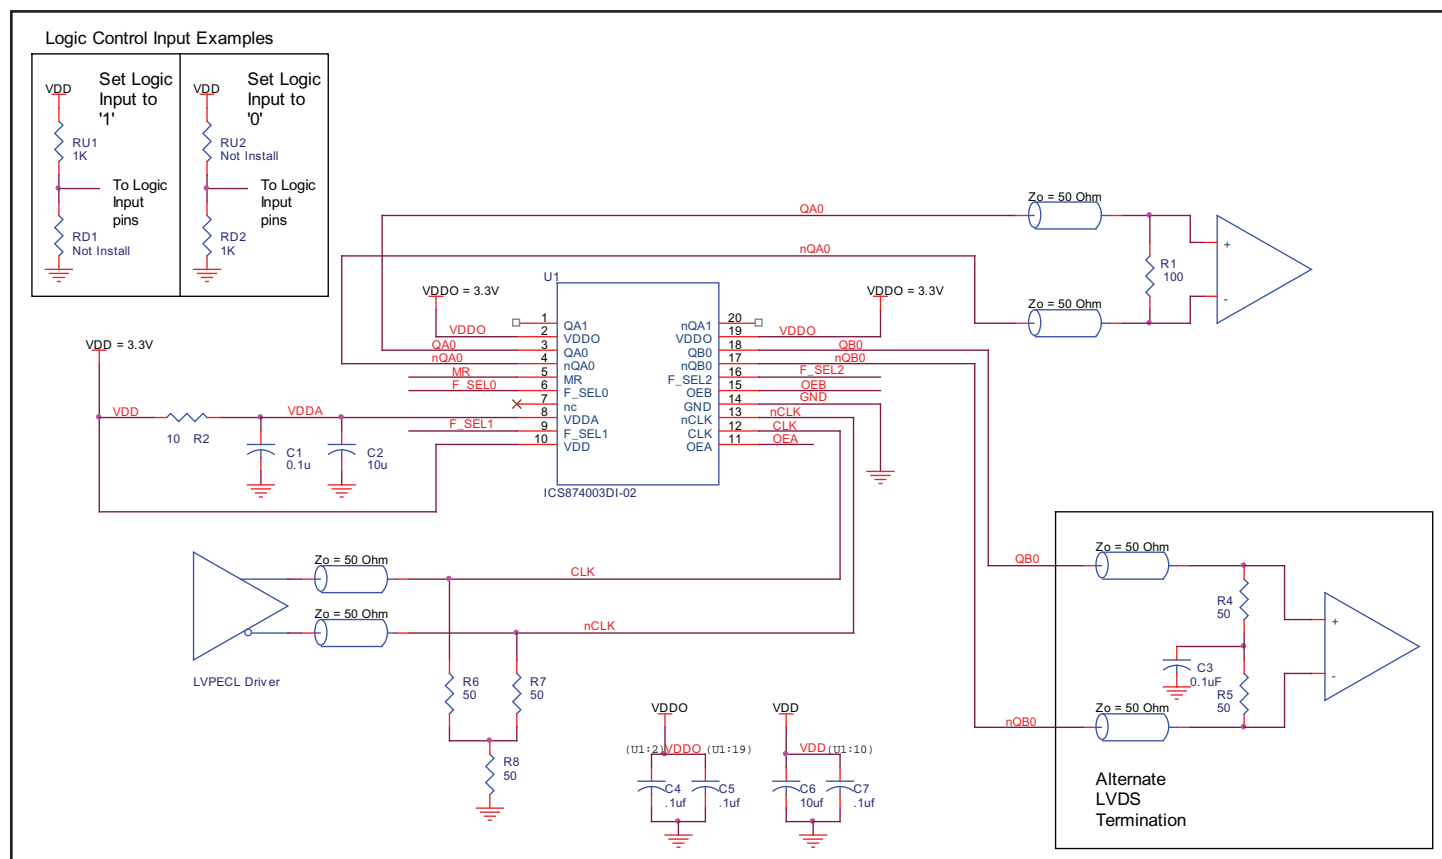 Logic Control Input Examples
Set Logic
Input to
'1'
VDD
RU1
1K
To Logic
Input
pins
RD1
Not Install
Set Logic
Input to
'0'
VDD
RU2
Not Install
To Logic
Input
pins
RD2
1K
QA0
Zo = 50 Ohm
nQA0
Zo = 50 Ohm
R1
100
+
-
U1
VDDO = 3.3V
VDDO = 3.3V
VDD = 3.3V
1 QA1
VDDO 2 VDDO
QA0 3 QA0
nQA0 4 nQA0
MR 5 MR
F_SEL0 6 F_SEL0
7 nc
VDD
10 R2
VDDA 8 VDDA
F_SEL1 9 F_SEL1
10 VDD
nQA1 20
VDDO 19 VDDO
QB0 18 QB0
nQB0 17 nQB0
F_SEL2 16 F_SEL2
OEB 15 OEB
GND 14 GND
nCLK 13 nCLK
CLK 12 CLK
OEA 11 OEA
C1
0.1u
C2
10u
ICS874003DI-02
Zo = 50 Ohm
CLK
Zo = 50 Ohm
nCLK
LVPECL Driver
R6
50
R7
50
R8
50
VDDO
(U1:2) VDDO (U1:19)
C4
.1uf
C5
.1uf
VDD
VDD (U1:10)
C6
10uf
C7
.1uf
QB0
Zo = 50 Ohm
R4
50
C3
0.1uF
R5
50
nQB0
Zo = 50 Ohm
+
-
Alternate
LVDS
Termination